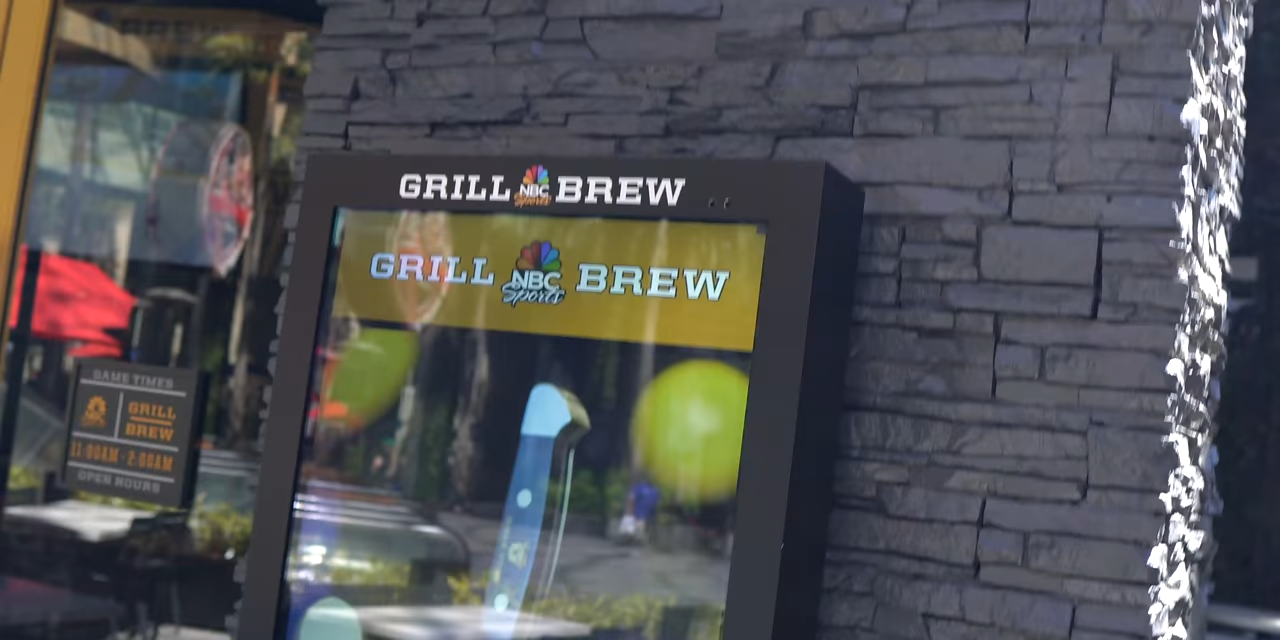 GRILL NBC Sports BREW
GRILL NBC Sports BREW
GAME TIMES
GRILL
BREW
11:00AM - 2:00AM
OPEN HOURS